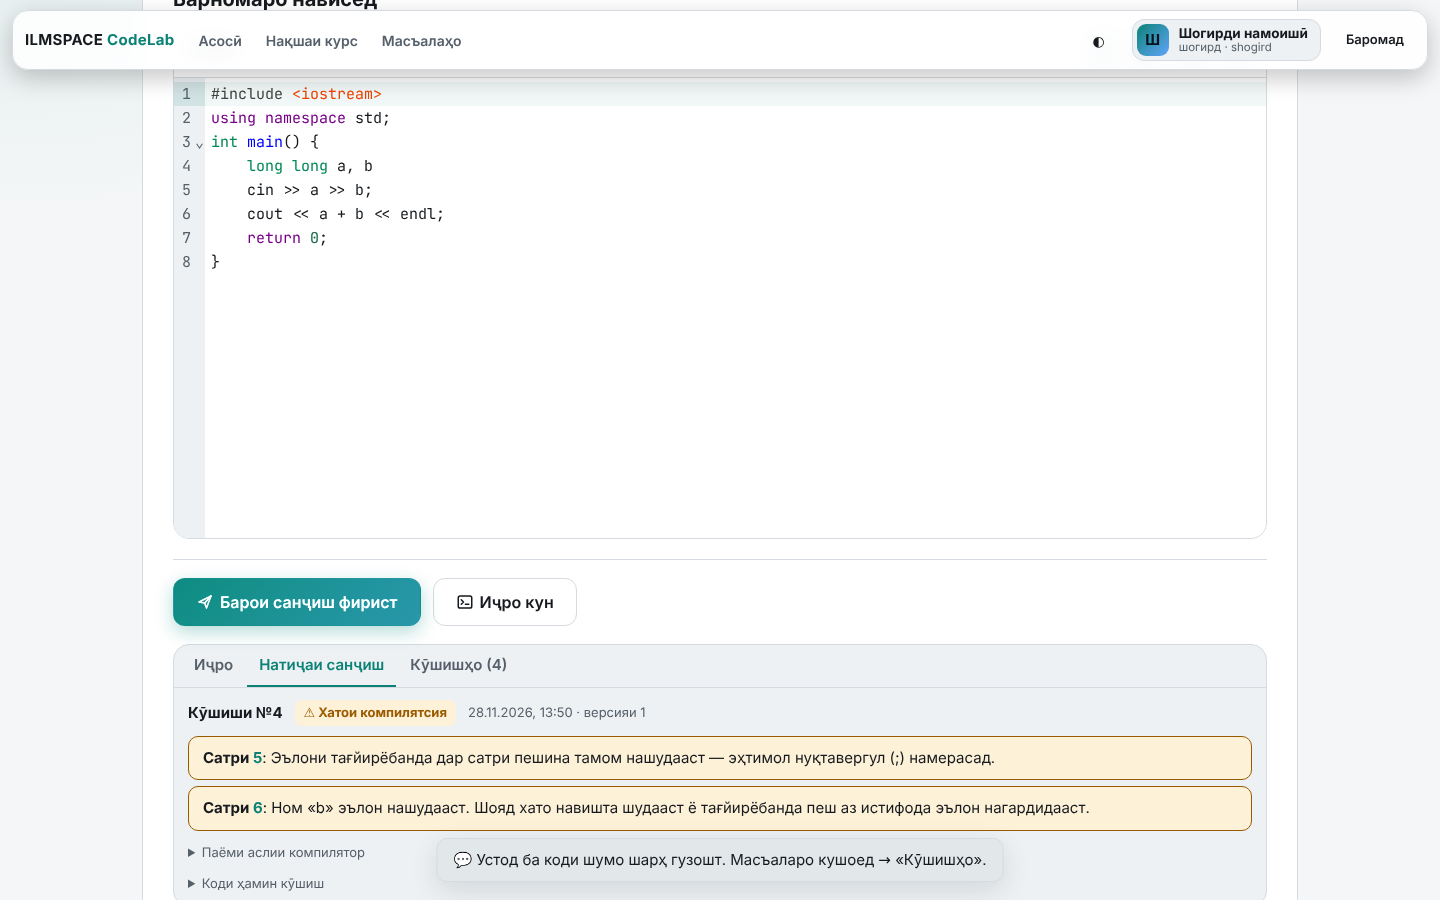 Барномаро нависед
ILMSPACE CodeLab
Асосӣ
Нақшаи курс
Масъалаҳо
Ш
Шогирди намоишӣ
шогирд · shogird
Баромад
1 #include <iostream>
2 using namespace std;
3 int main() {
4 long long a, b
5 cin >> a >> b;
6 cout << a + b << endl;
7 return 0;
8 }
Барои санҷиш фирист
Иҷро кун
Иҷро
Натиҷаи санҷиш
Кӯшишҳо (4)
Кӯшиши №4 ⚠ Хатои компилятсия 28.11.2026, 13:50 · версияи 1
Сатри 5: Эълони тағйирёбанда дар сатри пешина тамом нашудааст — эҳтимол нуқтавергул (;) намерасад.
Сатри 6: Ном «b» эълон нашудааст. Шояд хато навишта шудааст ё тағйирёбанда пеш аз истифода эълон нагардидааст.
▶ Паёми аслии компилятор
💬 Устод ба коди шумо шарҳ гузошт. Масъаларо кушоед → «Кӯшишҳо».
▶ Коди ҳамин кӯшиш